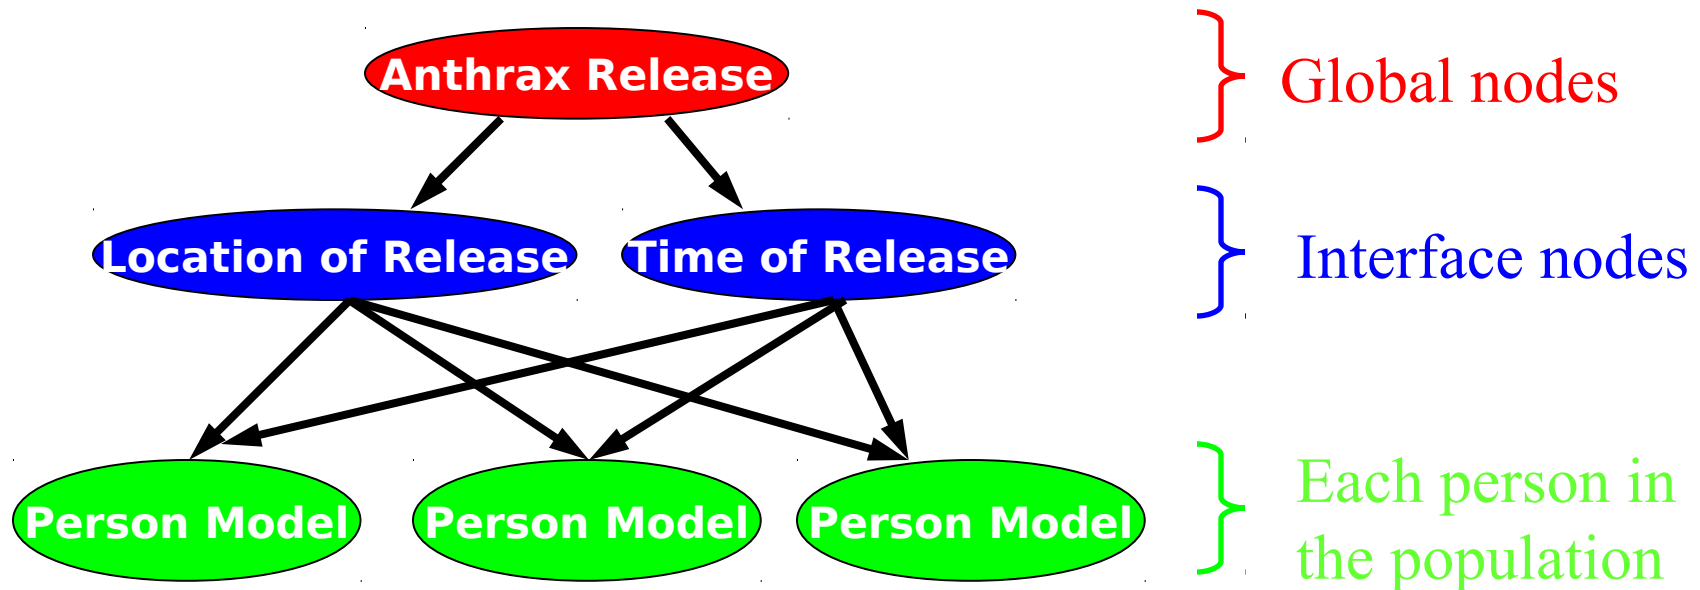 Anthrax Release
Global nodes
Location of Release
Time of Release
Interface nodes
Person Model
Person Model
Person Model
Each person in
the population